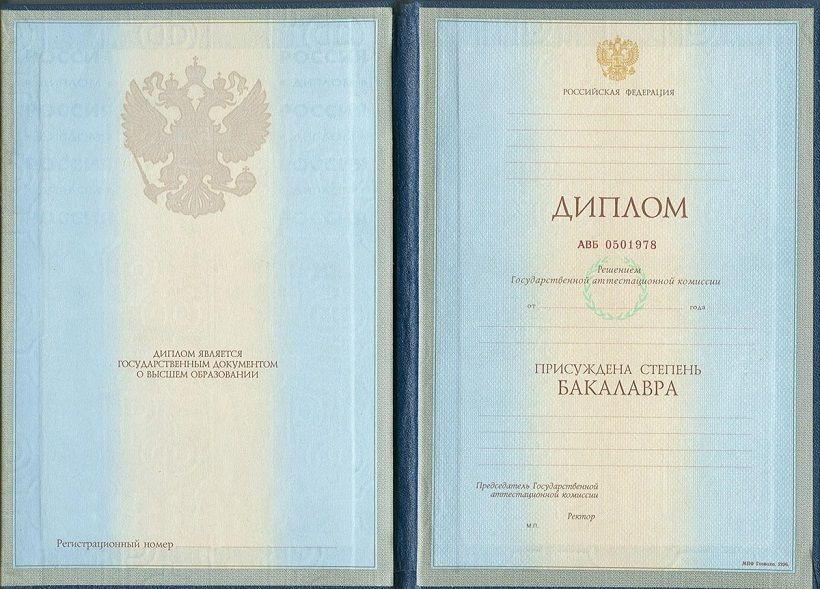 ДИПЛОМ ЯВЛЯЕТСЯ
ГОСУДАРСТВЕННЫМ ДОКУМЕНТОМ
О ВЫСШЕМ ОБРАЗОВАНИИ
Регистрационный номер
РОССИЙСКАЯ ФЕДЕРАЦИЯ
ДИПЛОМ
АВБ 0501978
Решением
Государственной аттестационной комиссии
от года
ПРИСУЖДЕНА СТЕПЕНЬ
БАКАЛАВРА
Председатель Государственной
аттестационной комиссии
Ректор
М.П.